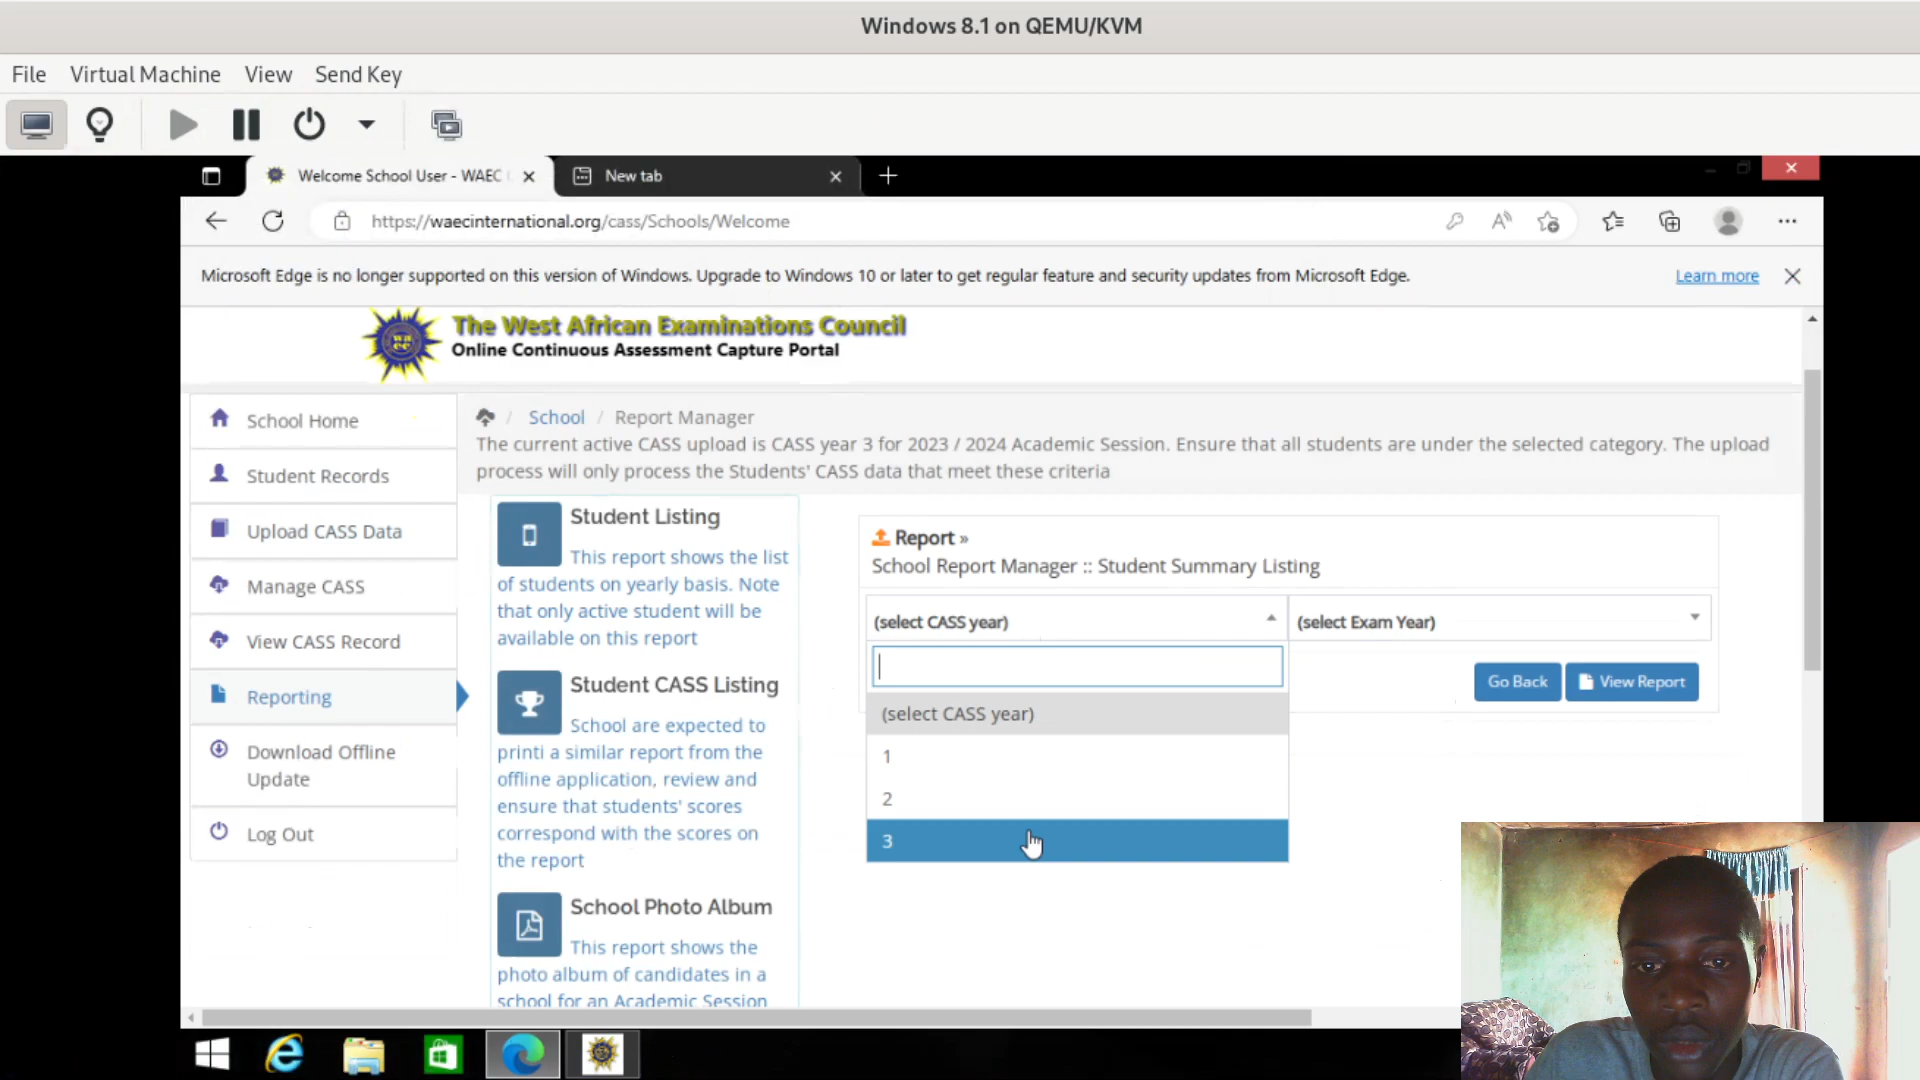 Windows 8.1 on QEMU/KVM
File Virtual Machine View Send Key
Welcome School User - WAEC
New tab
https://waecinternational.org/cass/Schools/Welcome
Microsoft Edge is no longer supported on this version of Windows. Upgrade to Windows 10 or later to get regular feature and security updates from Microsoft Edge.
Learn more
The West African Examinations Council
Online Continuous Assessment Capture Portal
School Home
Student Records
Upload CASS Data
Manage CASS
View CASS Record
Reporting
Download Offline
Update
Log Out
/ School / Report Manager
The current active CASS upload is CASS year 3 for 2023 / 2024 Academic Session. Ensure that all students are under the selected category. The upload
process will only process the Students' CASS data that meet these criteria
Student Listing
This report shows the list
of students on yearly basis. Note
that only active student will be
available on this report
Student CASS Listing
School are expected to
printi a similar report from the
offline application, review and
ensure that students' scores
correspond with the scores on
the report
School Photo Album
This report shows the
photo album of candidates in a
school for an Academic Session
Report »
School Report Manager :: Student Summary Listing
(select CASS year)
(select Exam Year)
(select CASS year)
1
2
3
Go Back
View Report